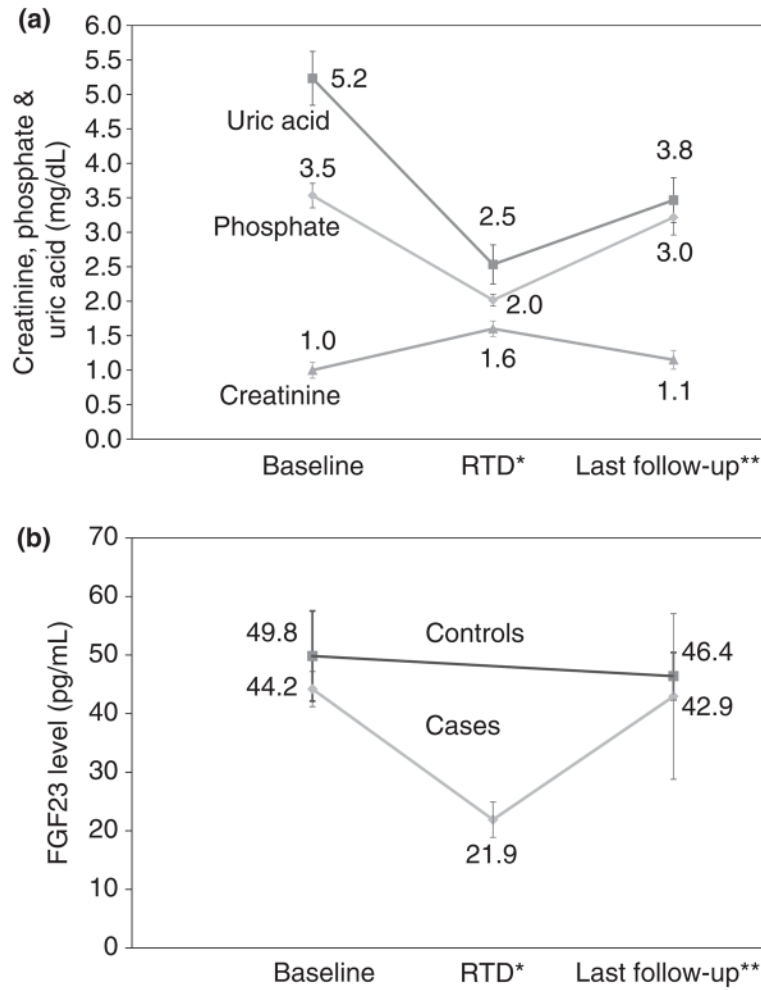 (a)
Creatinine, phosphate &
uric acid (mg/dL)
6.0
5.5
5.0
4.5
4.0
3.5
3.0
2.5
2.0
1.5
1.0
0.5
0.0
5.2
Uric acid
3.5
Phosphate
1.0
Creatinine
2.5
2.0
1.6
3.8
3.0
1.1
Baseline RTD* Last follow-up**
(b)
FGF23 level (pg/mL)
70
60
50
40
30
20
10
0
49.8
44.2
Controls
Cases
21.9
46.4
42.9
Baseline RTD* Last follow-up**